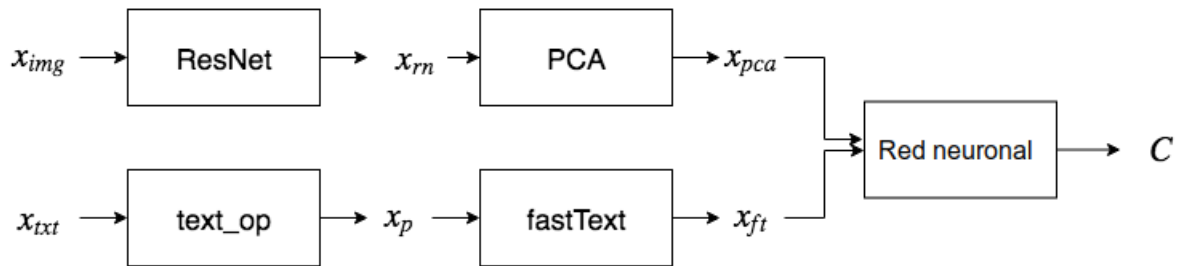 x_img ResNet x_rn PCA x_pca
Red neuronal C
x_txt text_op x_p fastText x_ft